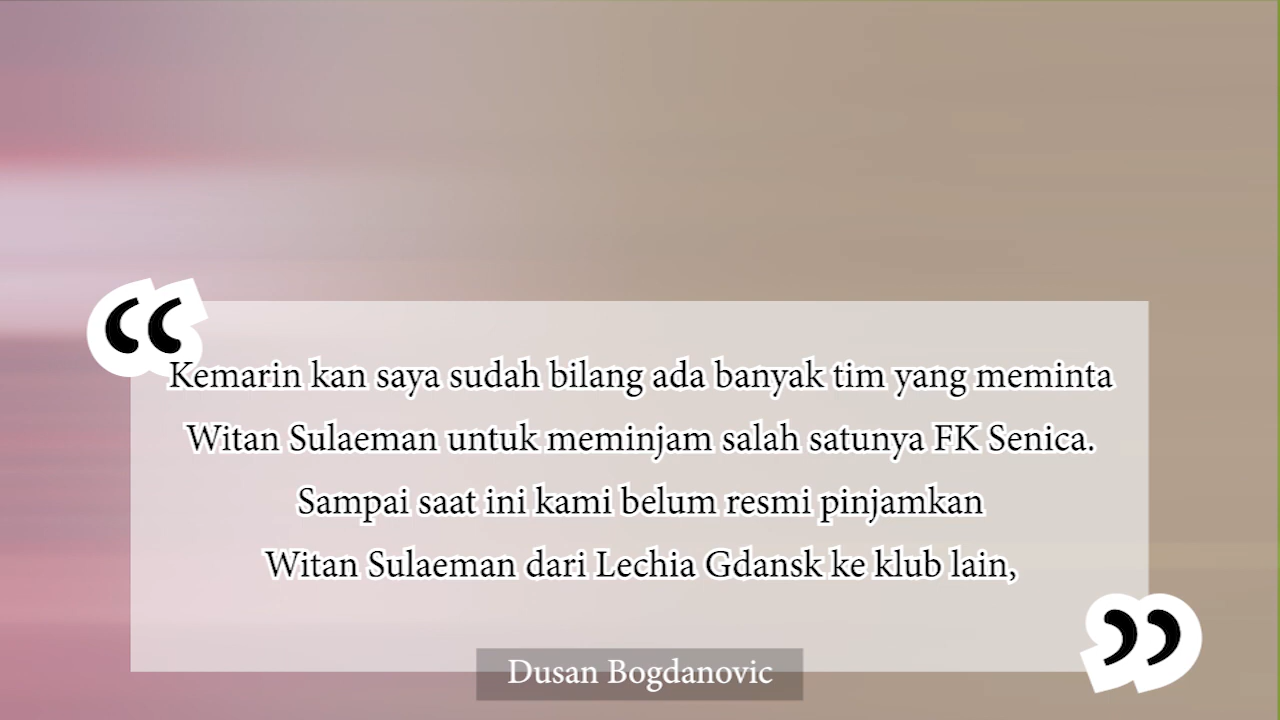 “
Kemarin kan saya sudah bilang ada banyak tim yang meminta
Witan Sulaeman untuk meminjam salah satunya FK Senica.
Sampai saat ini kami belum resmi pinjamkan
Witan Sulaeman dari Lechia Gdansk ke klub lain,
”
Dusan Bogdanovic